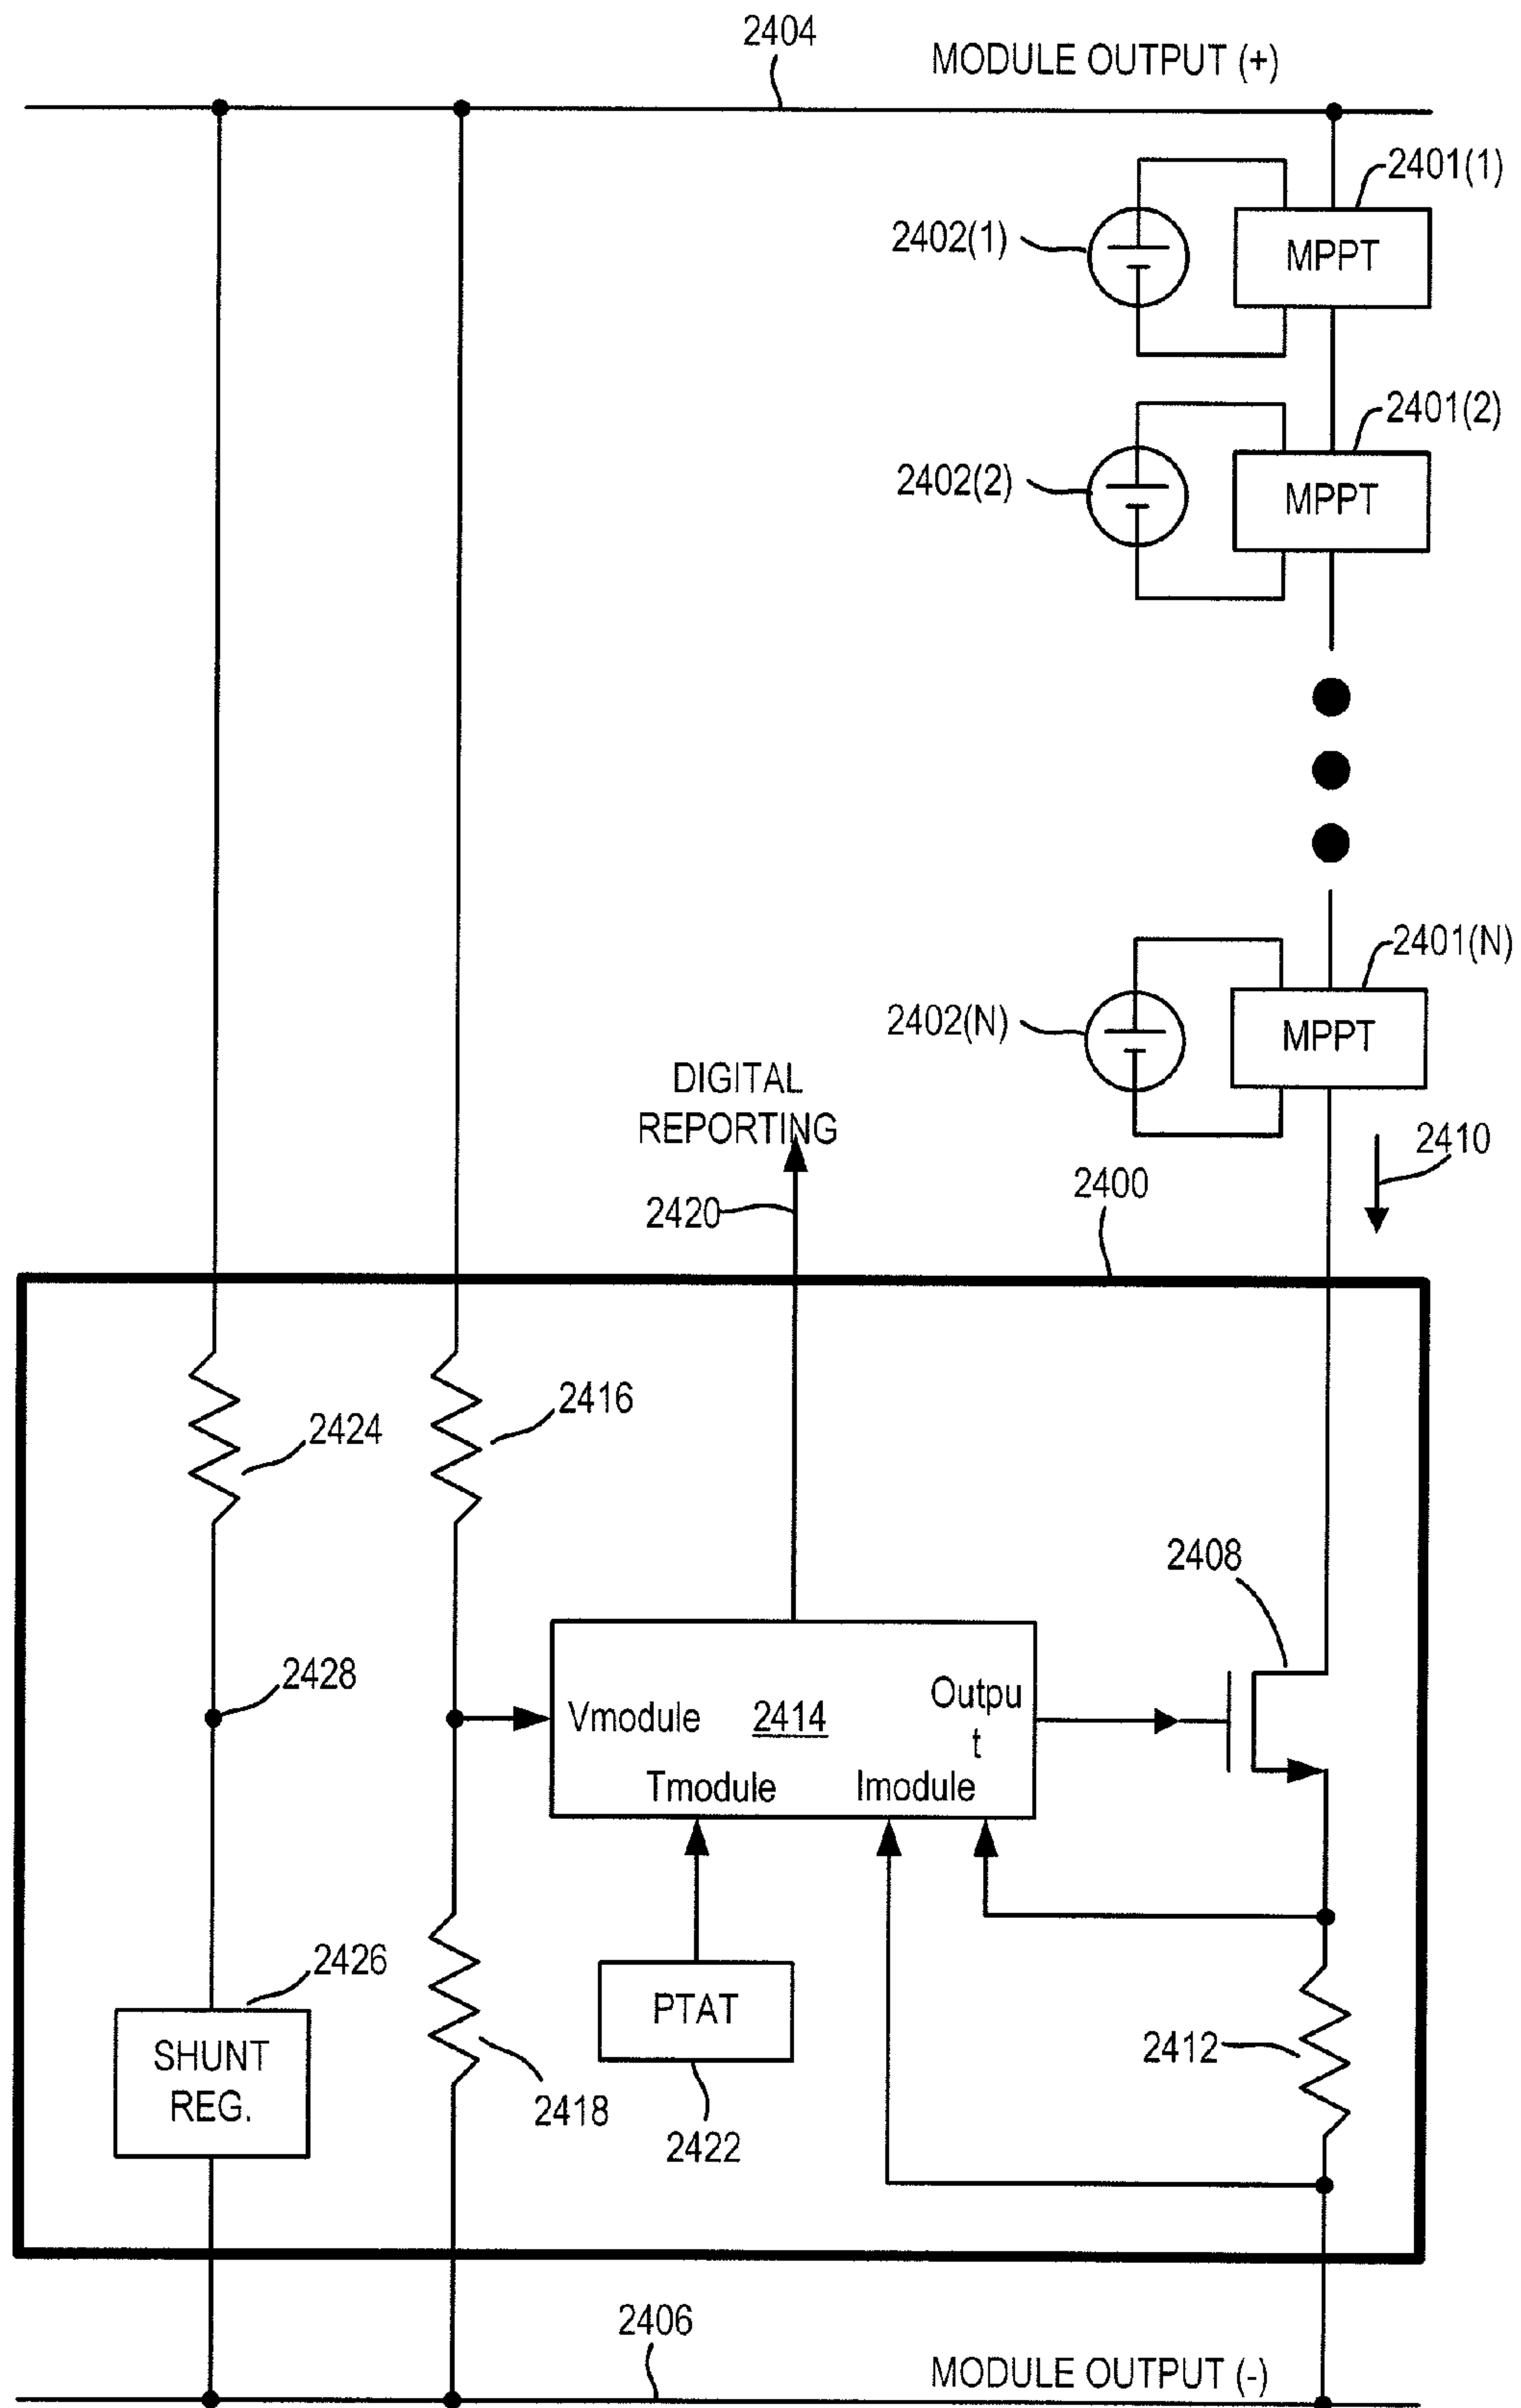 2404
MODULE OUTPUT (+)
2401(1)
2402(1)
MPPT
2401(2)
2402(2)
MPPT
2401(N)
2402(N)
MPPT
DIGITAL
REPORTING
2410
2400
2420
2416
2424
2408
2428
Vmodule
2414
Outpu
t
Tmodule
Imodule
2426
SHUNT
REG.
PTAT
2412
2418
2422
2406
MODULE OUTPUT (-)